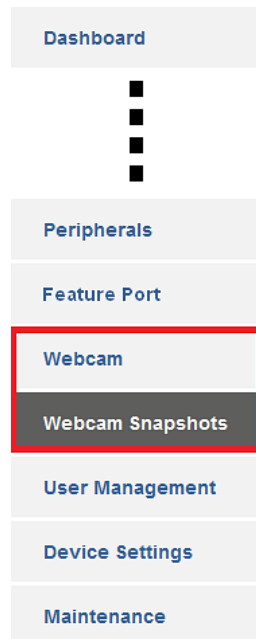 Dashboard
Peripherals
Feature Port
Webcam
Webcam Snapshots
User Management
Device Settings
Maintenance